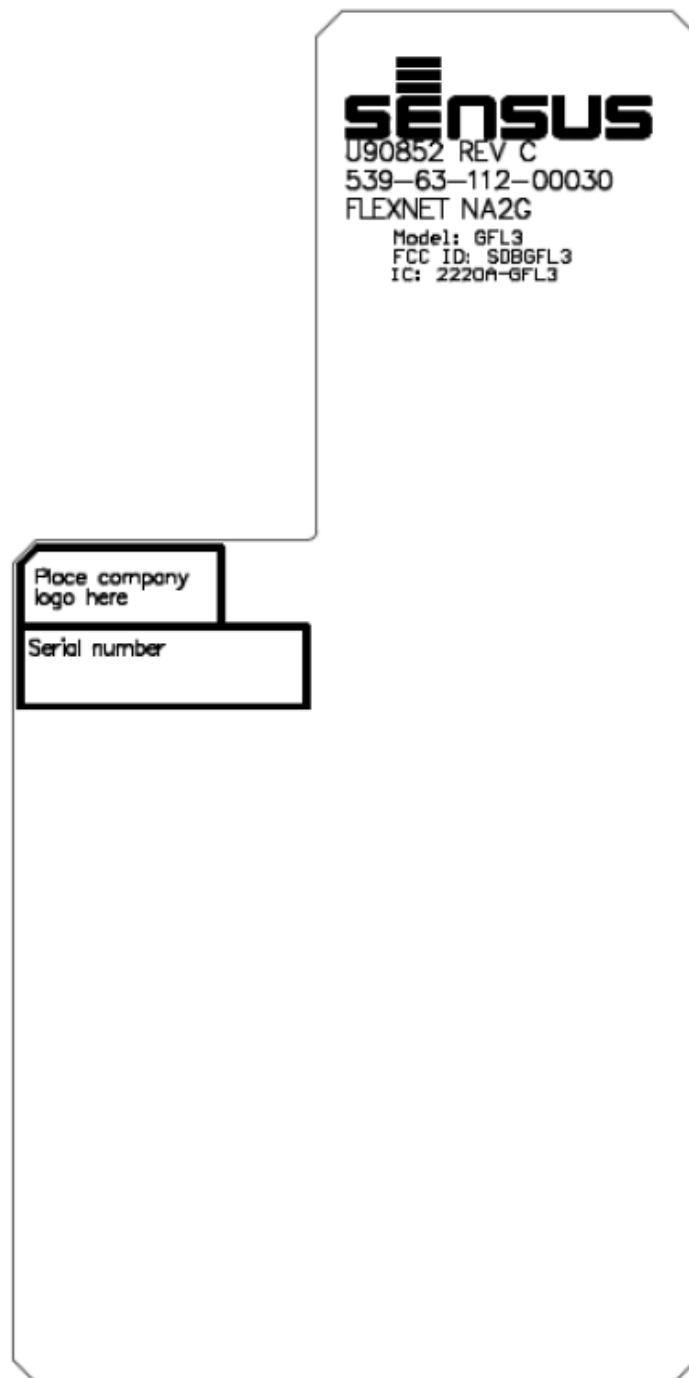 sensus
U90852 REV C
539-63-112-00030
FLEXNET NA2G
Model: GFL3
FCC ID: SDBGFL3
IC: 2220A-GFL3
Place company
logo here
Serial number